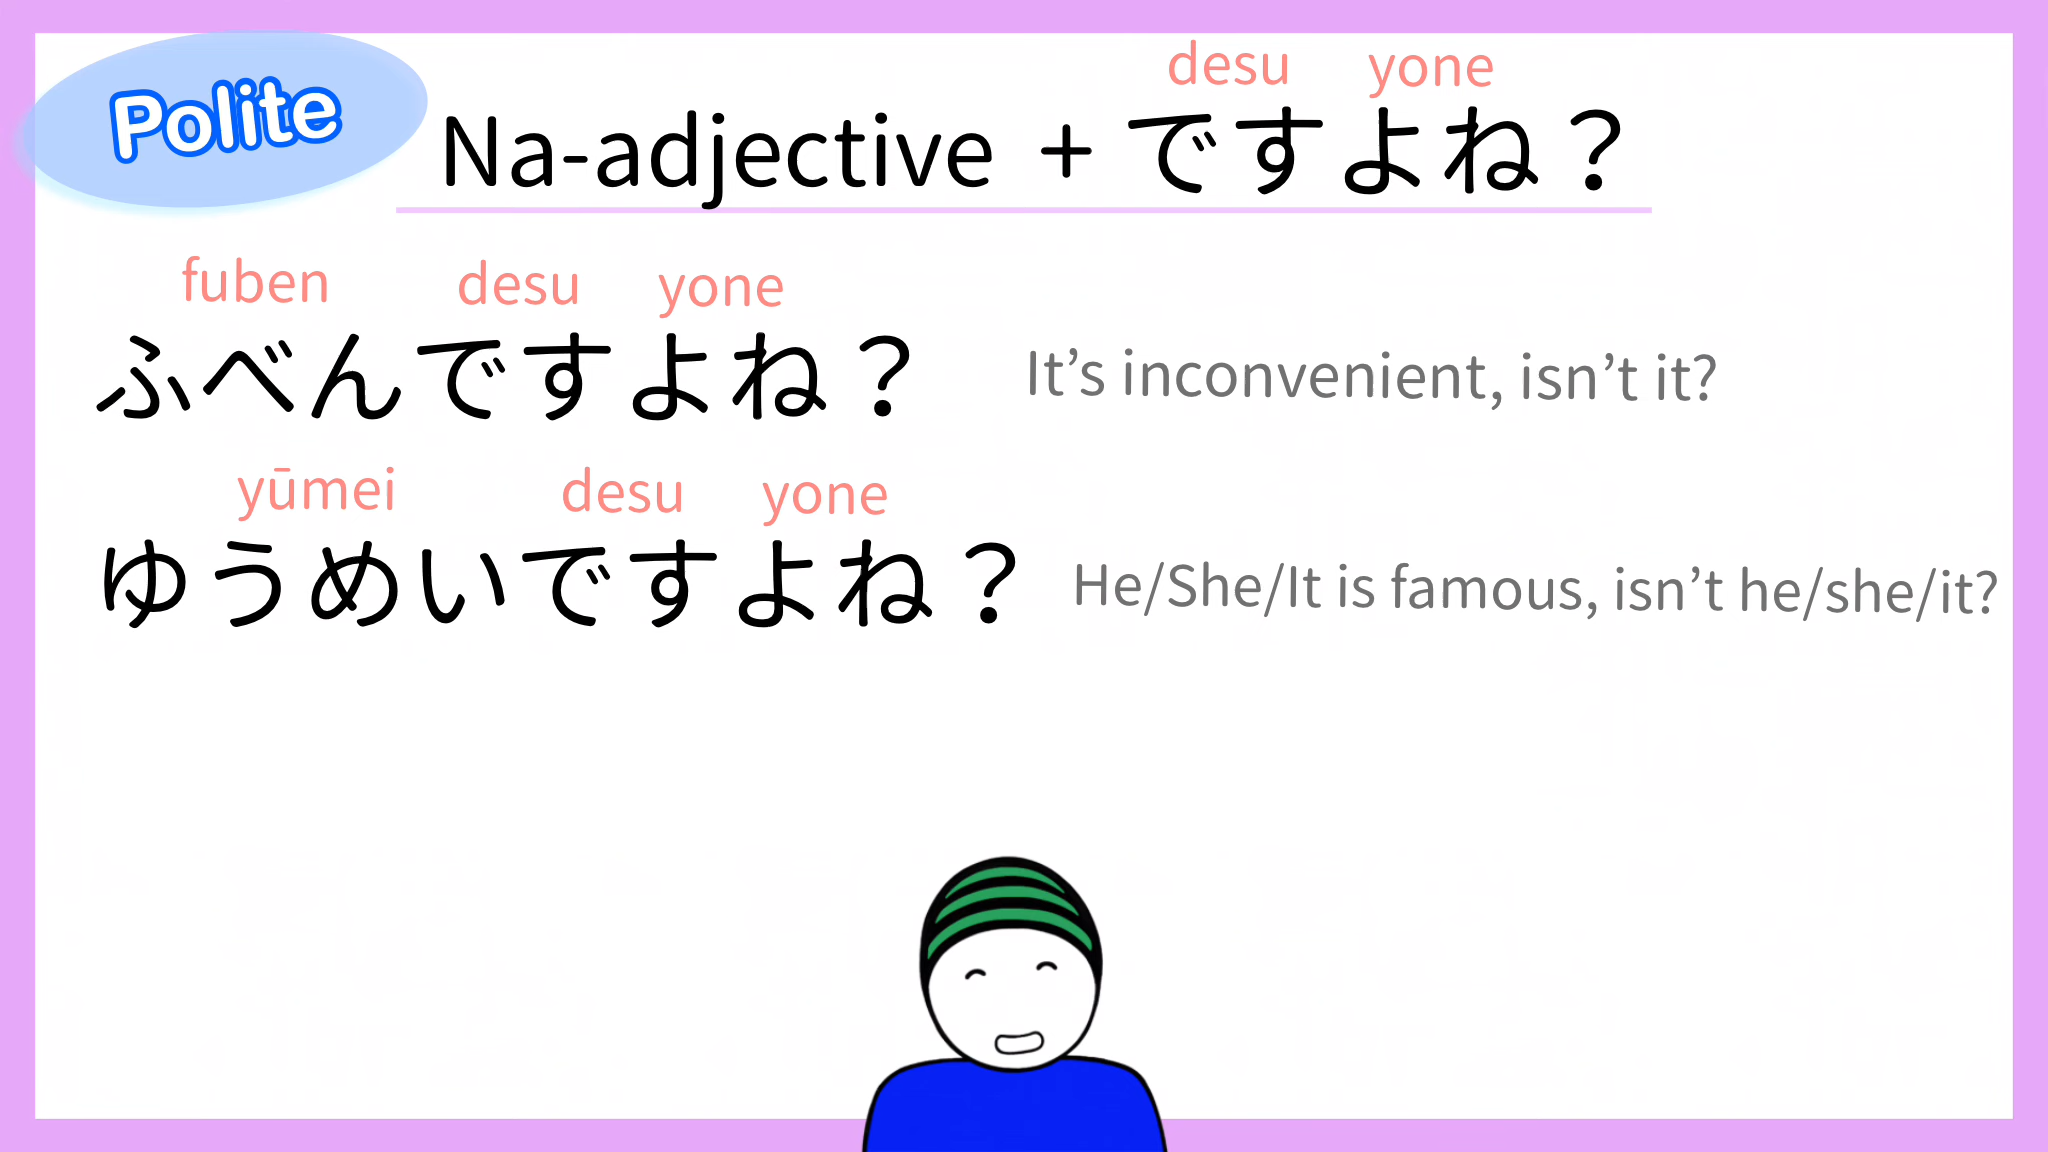 Polite
desu yone
Na-adjective + ですよね？
fuben desu yone
ふべんですよね？ It’s inconvenient, isn’t it?
yūmei desu yone
ゆうめいですよね？ He/She/It is famous, isn’t he/she/it?